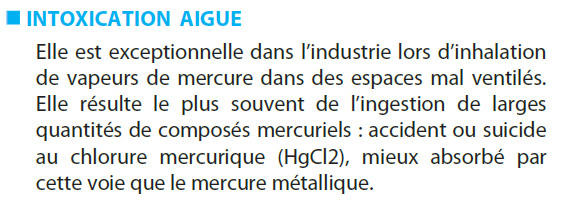 ■ INTOXICATION AIGUE
Elle est exceptionnelle dans l'industrie lors d'inhalation
de vapeurs de mercure dans des espaces mal ventilés.
Elle résulte le plus souvent de l'ingestion de larges
quantités de composés mercuriels : accident ou suicide
au chlorure mercurique (HgCl2), mieux absorbé par
cette voie que le mercure métallique.